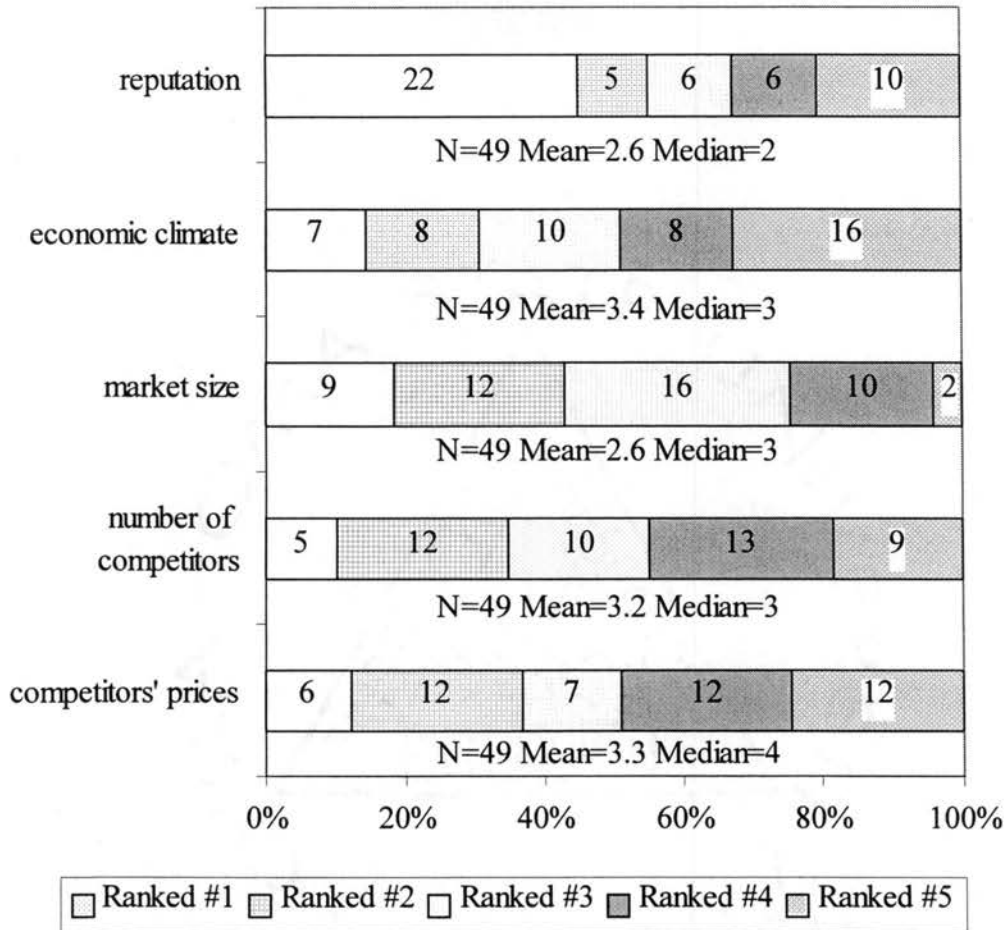 reputation
22 5 6 6 10
N=49 Mean=2.6 Median=2
economic climate
7 8 10 8 16
N=49 Mean=3.4 Median=3
market size
9 12 16 10 2
N=49 Mean=2.6 Median=3
number of
competitors
5 12 10 13 9
N=49 Mean=3.2 Median=3
competitors' prices
6 12 7 12 12
N=49 Mean=3.3 Median=4
0% 20% 40% 60% 80% 100%
Ranked #1 Ranked #2 Ranked #3 Ranked #4 Ranked #5